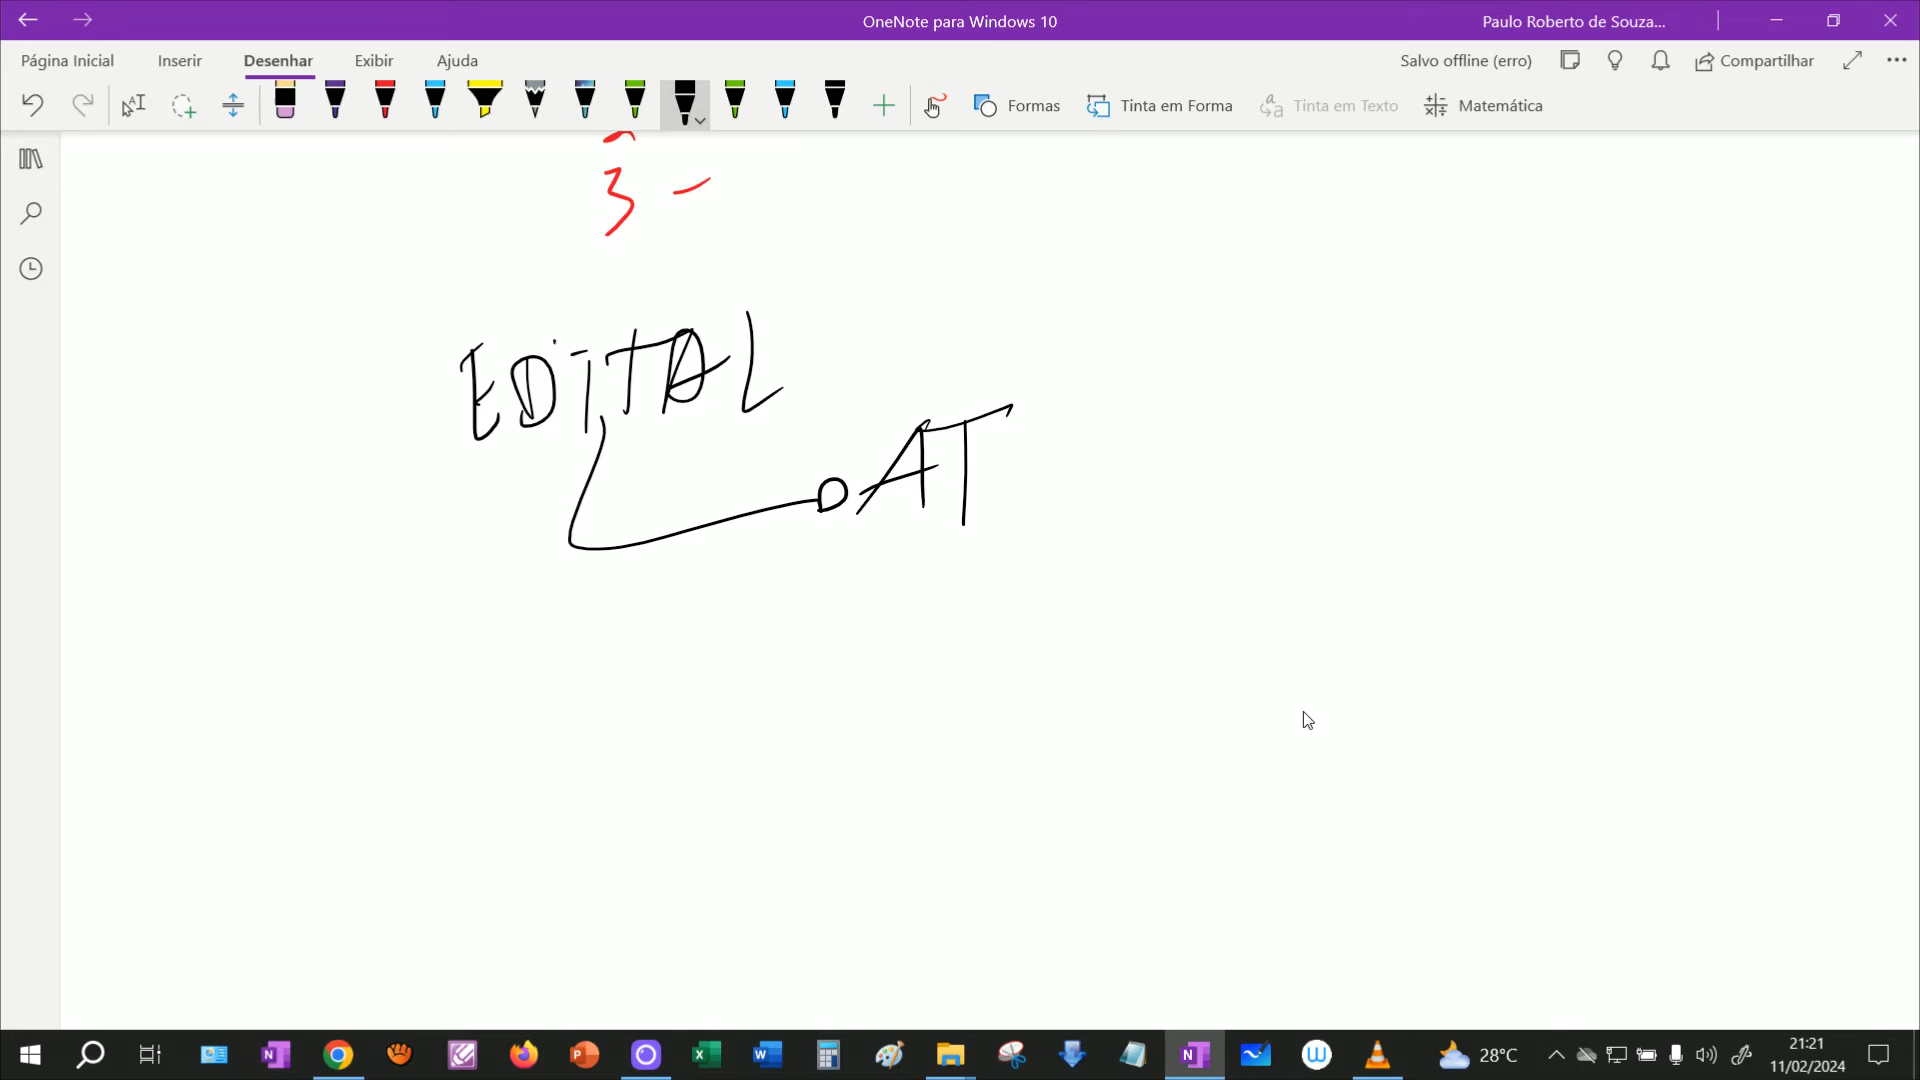 OneNote para Windows 10
Paulo Roberto de Souza...
Página Inicial Inserir Desenhar Exibir Ajuda
Salvo offline (erro) Compartilhar
Formas Tinta em Forma Tinta em Texto Matemática
3 -
EDITAL
AT
28°C
21:21
11/02/2024